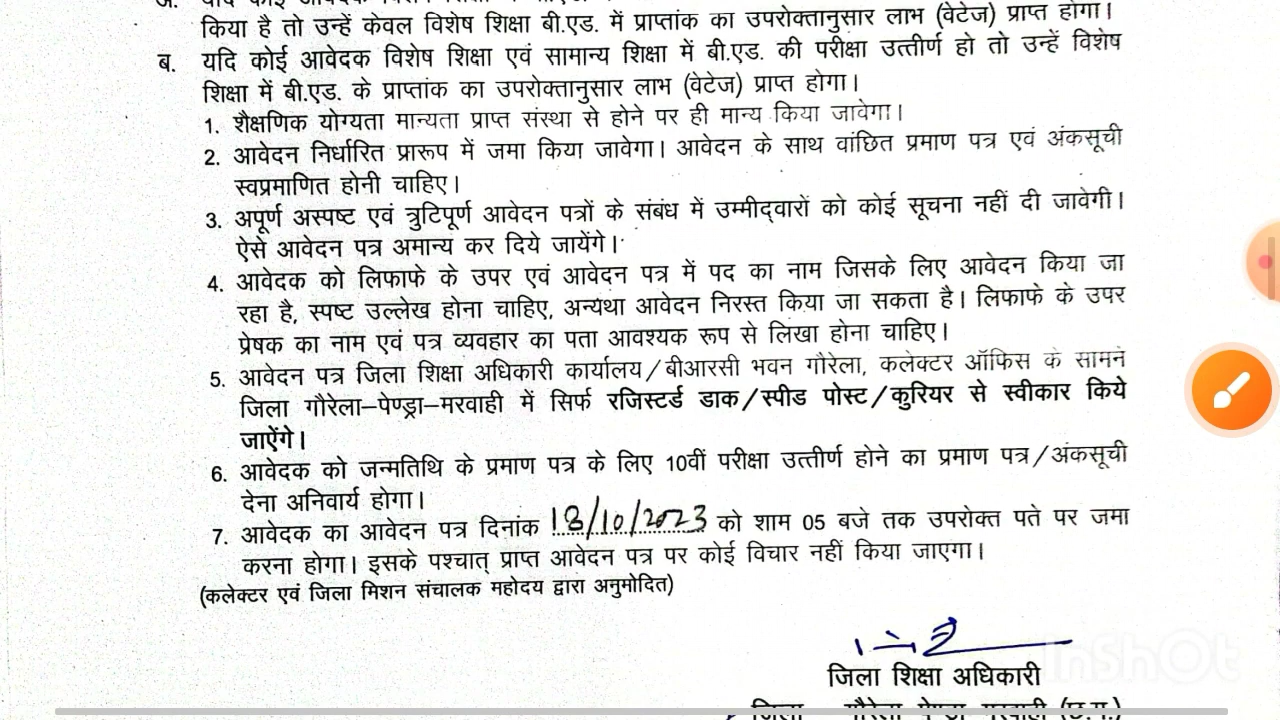 किया है तो उन्हें केवल विशेष शिक्षा बी.एड. में प्राप्तांक का उपरोक्तानुसार लाभ (वेटेज) प्राप्त होगा।
ब. यदि कोई आवेदक विशेष शिक्षा एवं सामान्य शिक्षा में बी.एड. की परीक्षा उत्तीर्ण हो तो उन्हें विशेष
शिक्षा में बी.एड. के प्राप्तांक का उपरोक्तानुसार लाभ (वेटेज) प्राप्त होगा।
1. शैक्षणिक योग्यता मान्यता प्राप्त संस्था से होने पर ही मान्य किया जावेगा।
2. आवेदन निर्धारित प्रारूप में जमा किया जावेगा। आवेदन के साथ वांछित प्रमाण पत्र एवं अंकसूची
स्वप्रमाणित होनी चाहिए।
3. अपूर्ण अस्पष्ट एवं त्रुटिपूर्ण आवेदन पत्रों के संबंध में उम्मीद्वारों को कोई सूचना नहीं दी जावेगी।
ऐसे आवेदन पत्र अमान्य कर दिये जायेंगे।
4. आवेदक को लिफाफे के उपर एवं आवेदन पत्र में पद का नाम जिसके लिए आवेदन किया जा
रहा है, स्पष्ट उल्लेख होना चाहिए, अन्यथा आवेदन निरस्त किया जा सकता है। लिफाफे के उपर
प्रेषक का नाम एवं पत्र व्यवहार का पता आवश्यक रूप से लिखा होना चाहिए।
5. आवेदन पत्र जिला शिक्षा अधिकारी कार्यालय/बीआरसी भवन गौरेला, कलेक्टर ऑफिस के सामने
जिला गौरेला–पेण्ड्रा–मरवाही में सिर्फ रजिस्टर्ड डाक/स्पीड पोस्ट/कुरियर से स्वीकार किये
जाऐंगे।
6. आवेदक को जन्मतिथि के प्रमाण पत्र के लिए 10वीं परीक्षा उत्तीर्ण होने का प्रमाण पत्र/अंकसूची
देना अनिवार्य होगा।
7. आवेदक का आवेदन पत्र दिनांक 18/10/2023 को शाम 05 बजे तक उपरोक्त पते पर जमा
करना होगा। इसके पश्चात् प्राप्त आवेदन पत्र पर कोई विचार नहीं किया जाएगा।
(कलेक्टर एवं जिला मिशन संचालक महोदय द्वारा अनुमोदित)
जिला शिक्षा अधिकारी
जिला गौरेला पेण्ड्रा मरवाही (छ.ग.)
InShOt